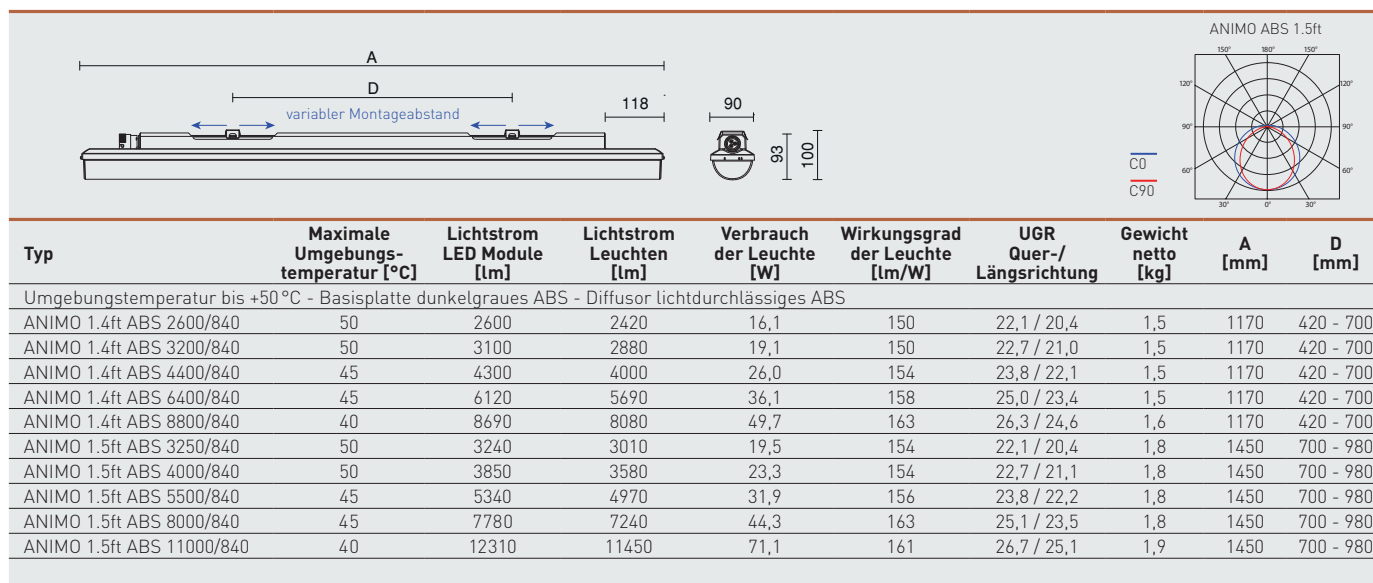 ANIMO ABS 1.5ft
150° 180° 150°
120° 120°
90° 90°
60° 60°
30° 0° 30°
C0
C90
A
D
variabler Montageabstand
118
90
93
100
Typ Maximale Umgebungs-temperatur [°C] Lichtstrom LED Module [lm] Lichtstrom Leuchten [lm] Verbrauch der Leuchte [W] Wirkungsgrad der Leuchte [lm/W] UGR Quer-/Längsrichtung Gewicht netto [kg] A [mm] D [mm]
Umgebungstemperatur bis +50°C - Basisplatte dunkelgraues ABS - Diffusor lichtdurchlässiges ABS
ANIMO 1.4ft ABS 2600/840 50 2600 2420 16,1 150 22,1 / 20,4 1,5 1170 420 - 700
ANIMO 1.4ft ABS 3200/840 50 3100 2880 19,1 150 22,7 / 21,0 1,5 1170 420 - 700
ANIMO 1.4ft ABS 4400/840 45 4300 4000 26,0 154 23,8 / 22,1 1,5 1170 420 - 700
ANIMO 1.4ft ABS 6400/840 45 6120 5690 36,1 158 25,0 / 23,4 1,5 1170 420 - 700
ANIMO 1.4ft ABS 8800/840 40 8690 8080 49,7 163 26,3 / 24,6 1,6 1170 420 - 700
ANIMO 1.5ft ABS 3250/840 50 3240 3010 19,5 154 22,1 / 20,4 1,8 1450 700 - 980
ANIMO 1.5ft ABS 4000/840 50 3850 3580 23,3 154 22,7 / 21,1 1,8 1450 700 - 980
ANIMO 1.5ft ABS 5500/840 45 5340 4970 31,9 156 23,8 / 22,2 1,8 1450 700 - 980
ANIMO 1.5ft ABS 8000/840 45 7780 7240 44,3 163 25,1 / 23,5 1,8 1450 700 - 980
ANIMO 1.5ft ABS 11000/840 40 12310 11450 71,1 161 26,7 / 25,1 1,9 1450 700 - 980